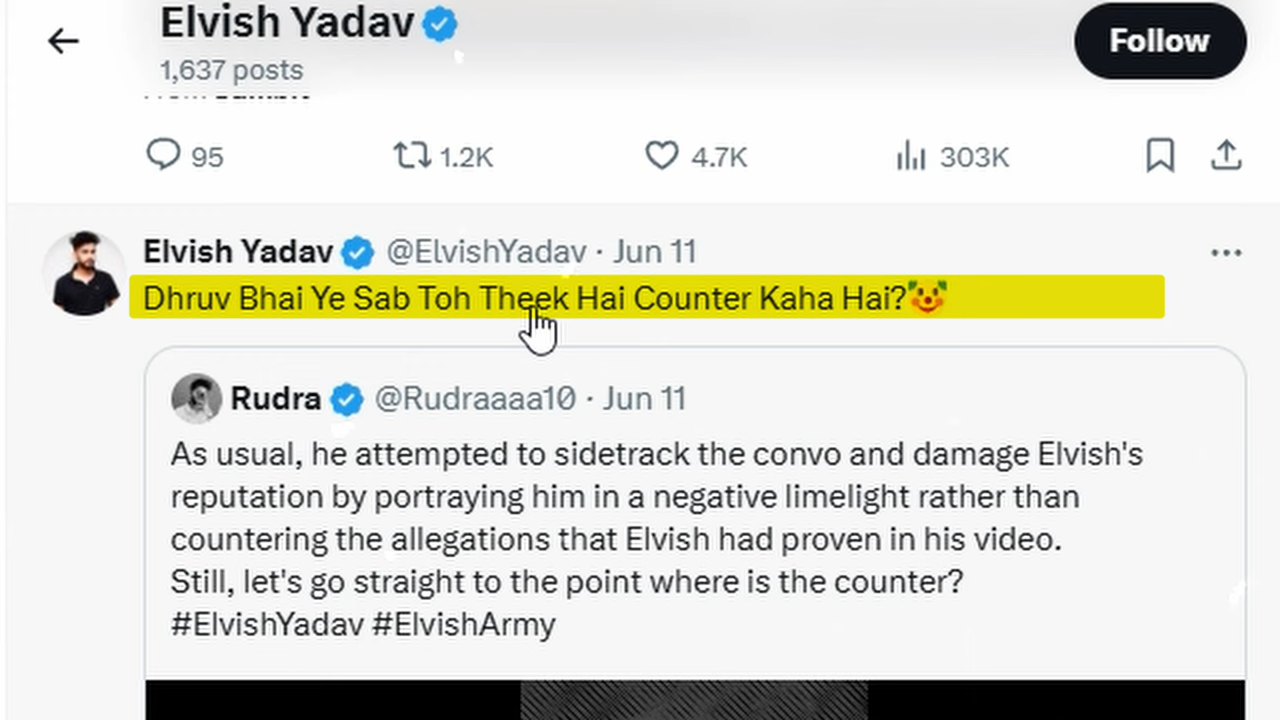 Elvish Yadav
1,637 posts
Follow
95 1.2K 4.7K 303K
Elvish Yadav @ElvishYadav · Jun 11
Dhruv Bhai Ye Sab Toh Theek Hai Counter Kaha Hai?🤡
Rudra @Rudraaaa10 · Jun 11
As usual, he attempted to sidetrack the convo and damage Elvish's
reputation by portraying him in a negative limelight rather than
countering the allegations that Elvish had proven in his video.
Still, let's go straight to the point where is the counter?
#ElvishYadav #ElvishArmy